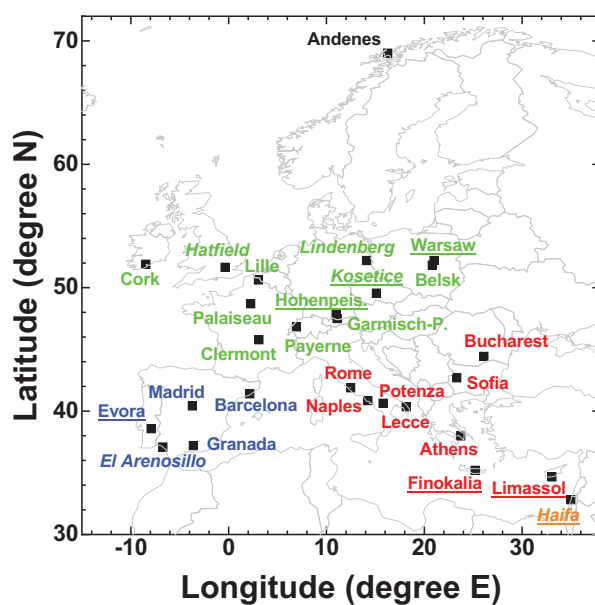 70
60
50
40
30
Latitude (degree N)
Andenes
Hatfield
Lindenberg
Warsaw
Cork
Lille
Kosetice
Belsk
Hohenpeis.
Palaiseau
Garmisch-P.
Clermont
Payerne
Bucharest
Rome
Madrid
Potenza
Sofia
Evora
Barcelona
Naples
Lecce
Granada
Athens
El Arenosillo
Finokalia
Limassol
Haifa
-10 0 10 20 30
Longitude (degree E)